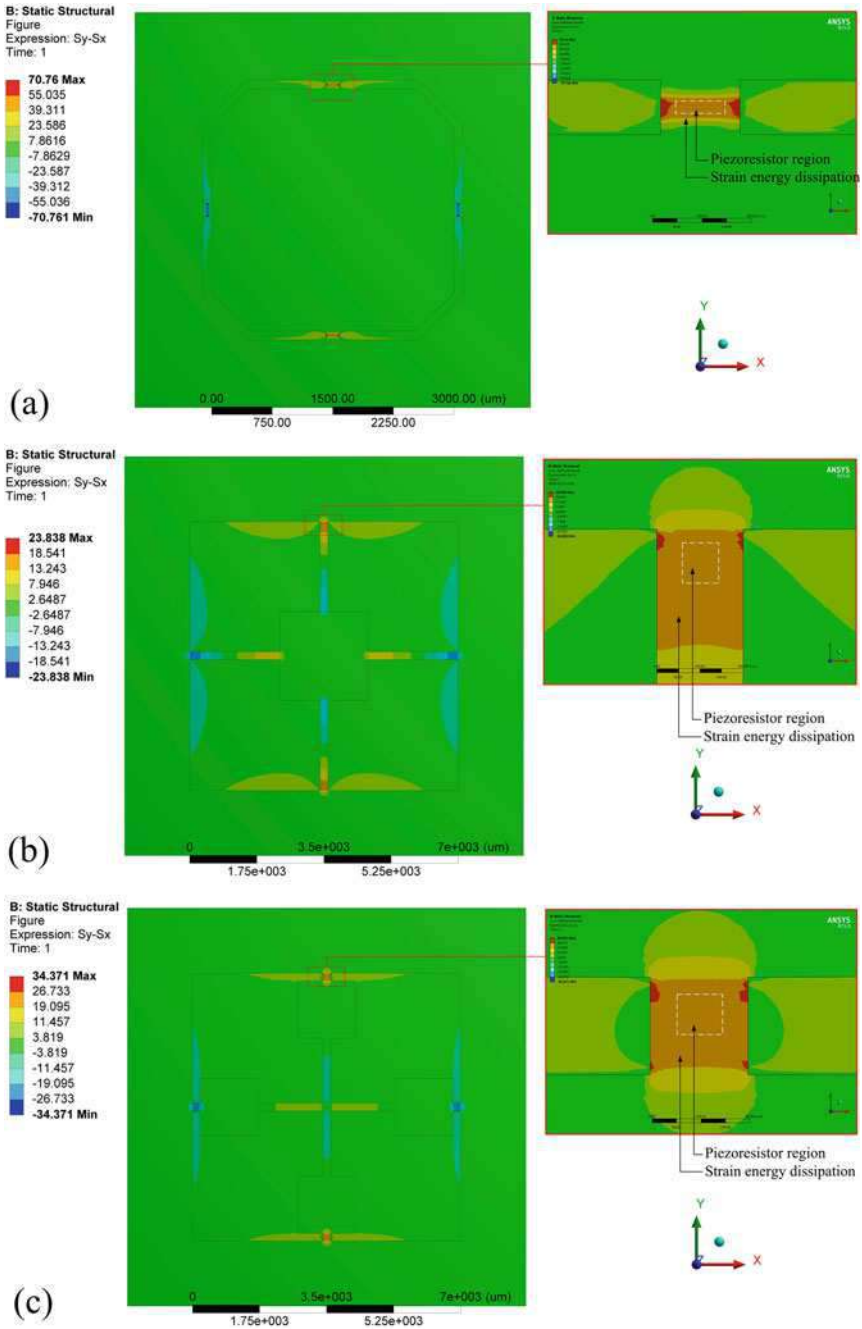 B: Static Structural
Figure
Expression: Sy-Sx
Time: 1
70.76 Max
55.035
39.311
23.586
7.8616
-7.8629
-23.587
-39.312
-55.036
-70.761 Min
ANSYS
Piezoresistor region
Strain energy dissipation
Y
Z
X
0.00
1500.00
3000.00 (um)
750.00
2250.00
(a)
B: Static Structural
Figure
Expression: Sy-Sx
Time: 1
23.838 Max
18.541
13.243
7.946
2.6487
-2.6487
-7.946
-13.243
-18.541
-23.838 Min
ANSYS
Piezoresistor region
Strain energy dissipation
Y
Z
X
0
3.5e+003
7e+003 (um)
1.75e+003
5.25e+003
(b)
B: Static Structural
Figure
Expression: Sy-Sx
Time: 1
34.371 Max
26.733
19.095
11.457
3.819
-3.819
-11.457
-19.095
-26.733
-34.371 Min
ANSYS
Piezoresistor region
Strain energy dissipation
Y
Z
X
0
3.5e+003
7e+003 (um)
1.75e+003
5.25e+003
(c)